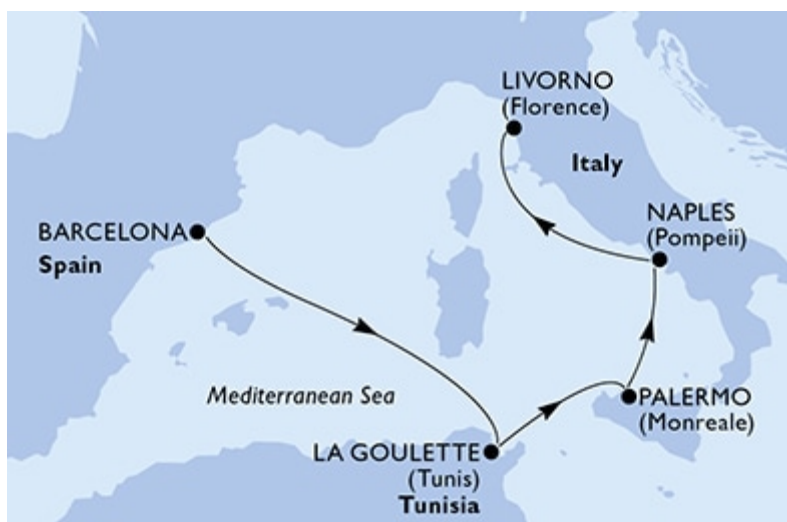 LIVORNO
(Florence)
Italy
NAPLES
(Pompeii)
BARCELONA
Spain
Mediterranean Sea
PALERMO
(Monreale)
LA GOULETTE
(Tunis)
Tunisia